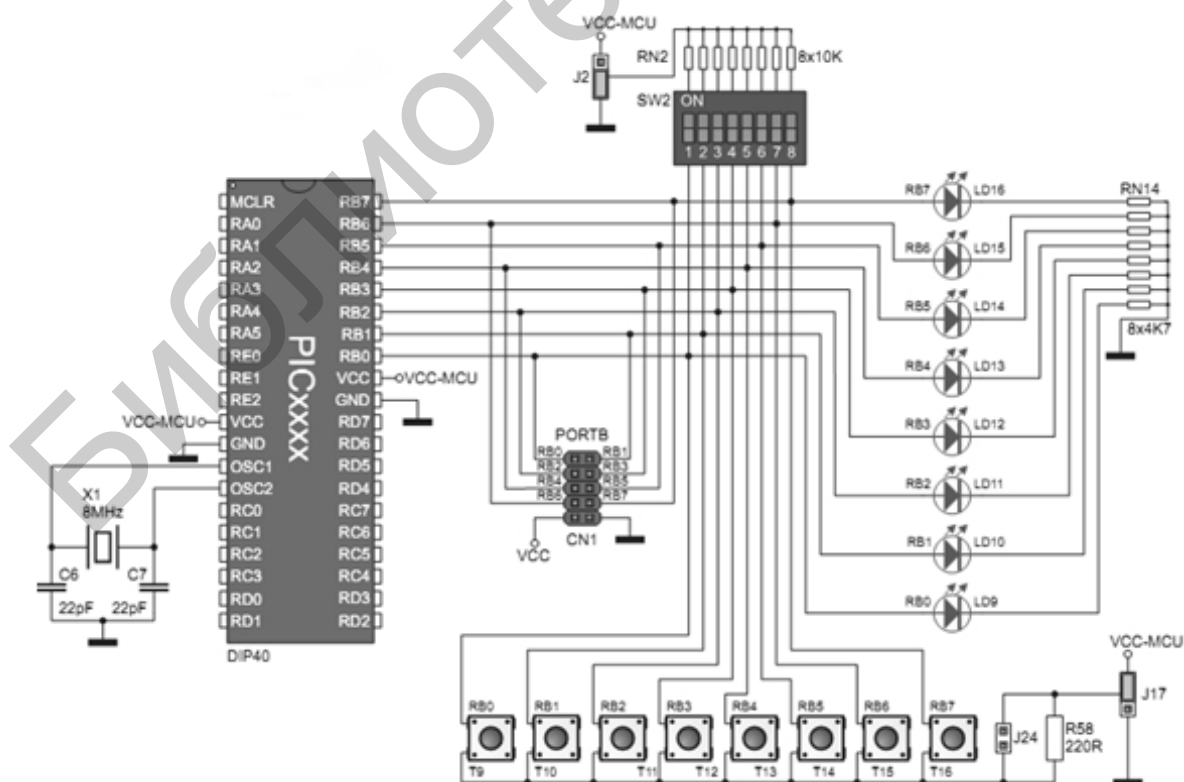 VCC-MCU
RN2
8x10K
J2
SW2
ON
1 2 3 4 5 6 7 8
MCLR
RA0
RA1
RA2
RA3
RA4
RA5
RE0
RE1
RE2
VCC
GND
OSC1
OSC2
RC0
RC1
RC2
RC3
RD0
RD1
PICxxxx
RB7
RB6
RB5
RB4
RB3
RB2
RB1
RB0
VCC
GND
RD7
RD6
RD5
RD4
RC7
RC6
RC5
RC4
RD3
RD2
DIP40
VCC-MCU
VCC-MCU
X1
8MHz
C6
C7
22pF
22pF
PORTB
RB0 RB1
RB2 RB3
RB4 RB5
RB6 RB7
VCC
CN1
RB7 LD16
RB6 LD15
RB5 LD14
RB4 LD13
RB3 LD12
RB2 LD11
RB1 LD10
RB0 LD9
RN14
8x4K7
RB0 RB1 RB2 RB3 RB4 RB5 RB6 RB7
T9 T10 T11 T12 T13 T14 T15 T16
VCC-MCU
J17
J24
R58
220R
Библиоте